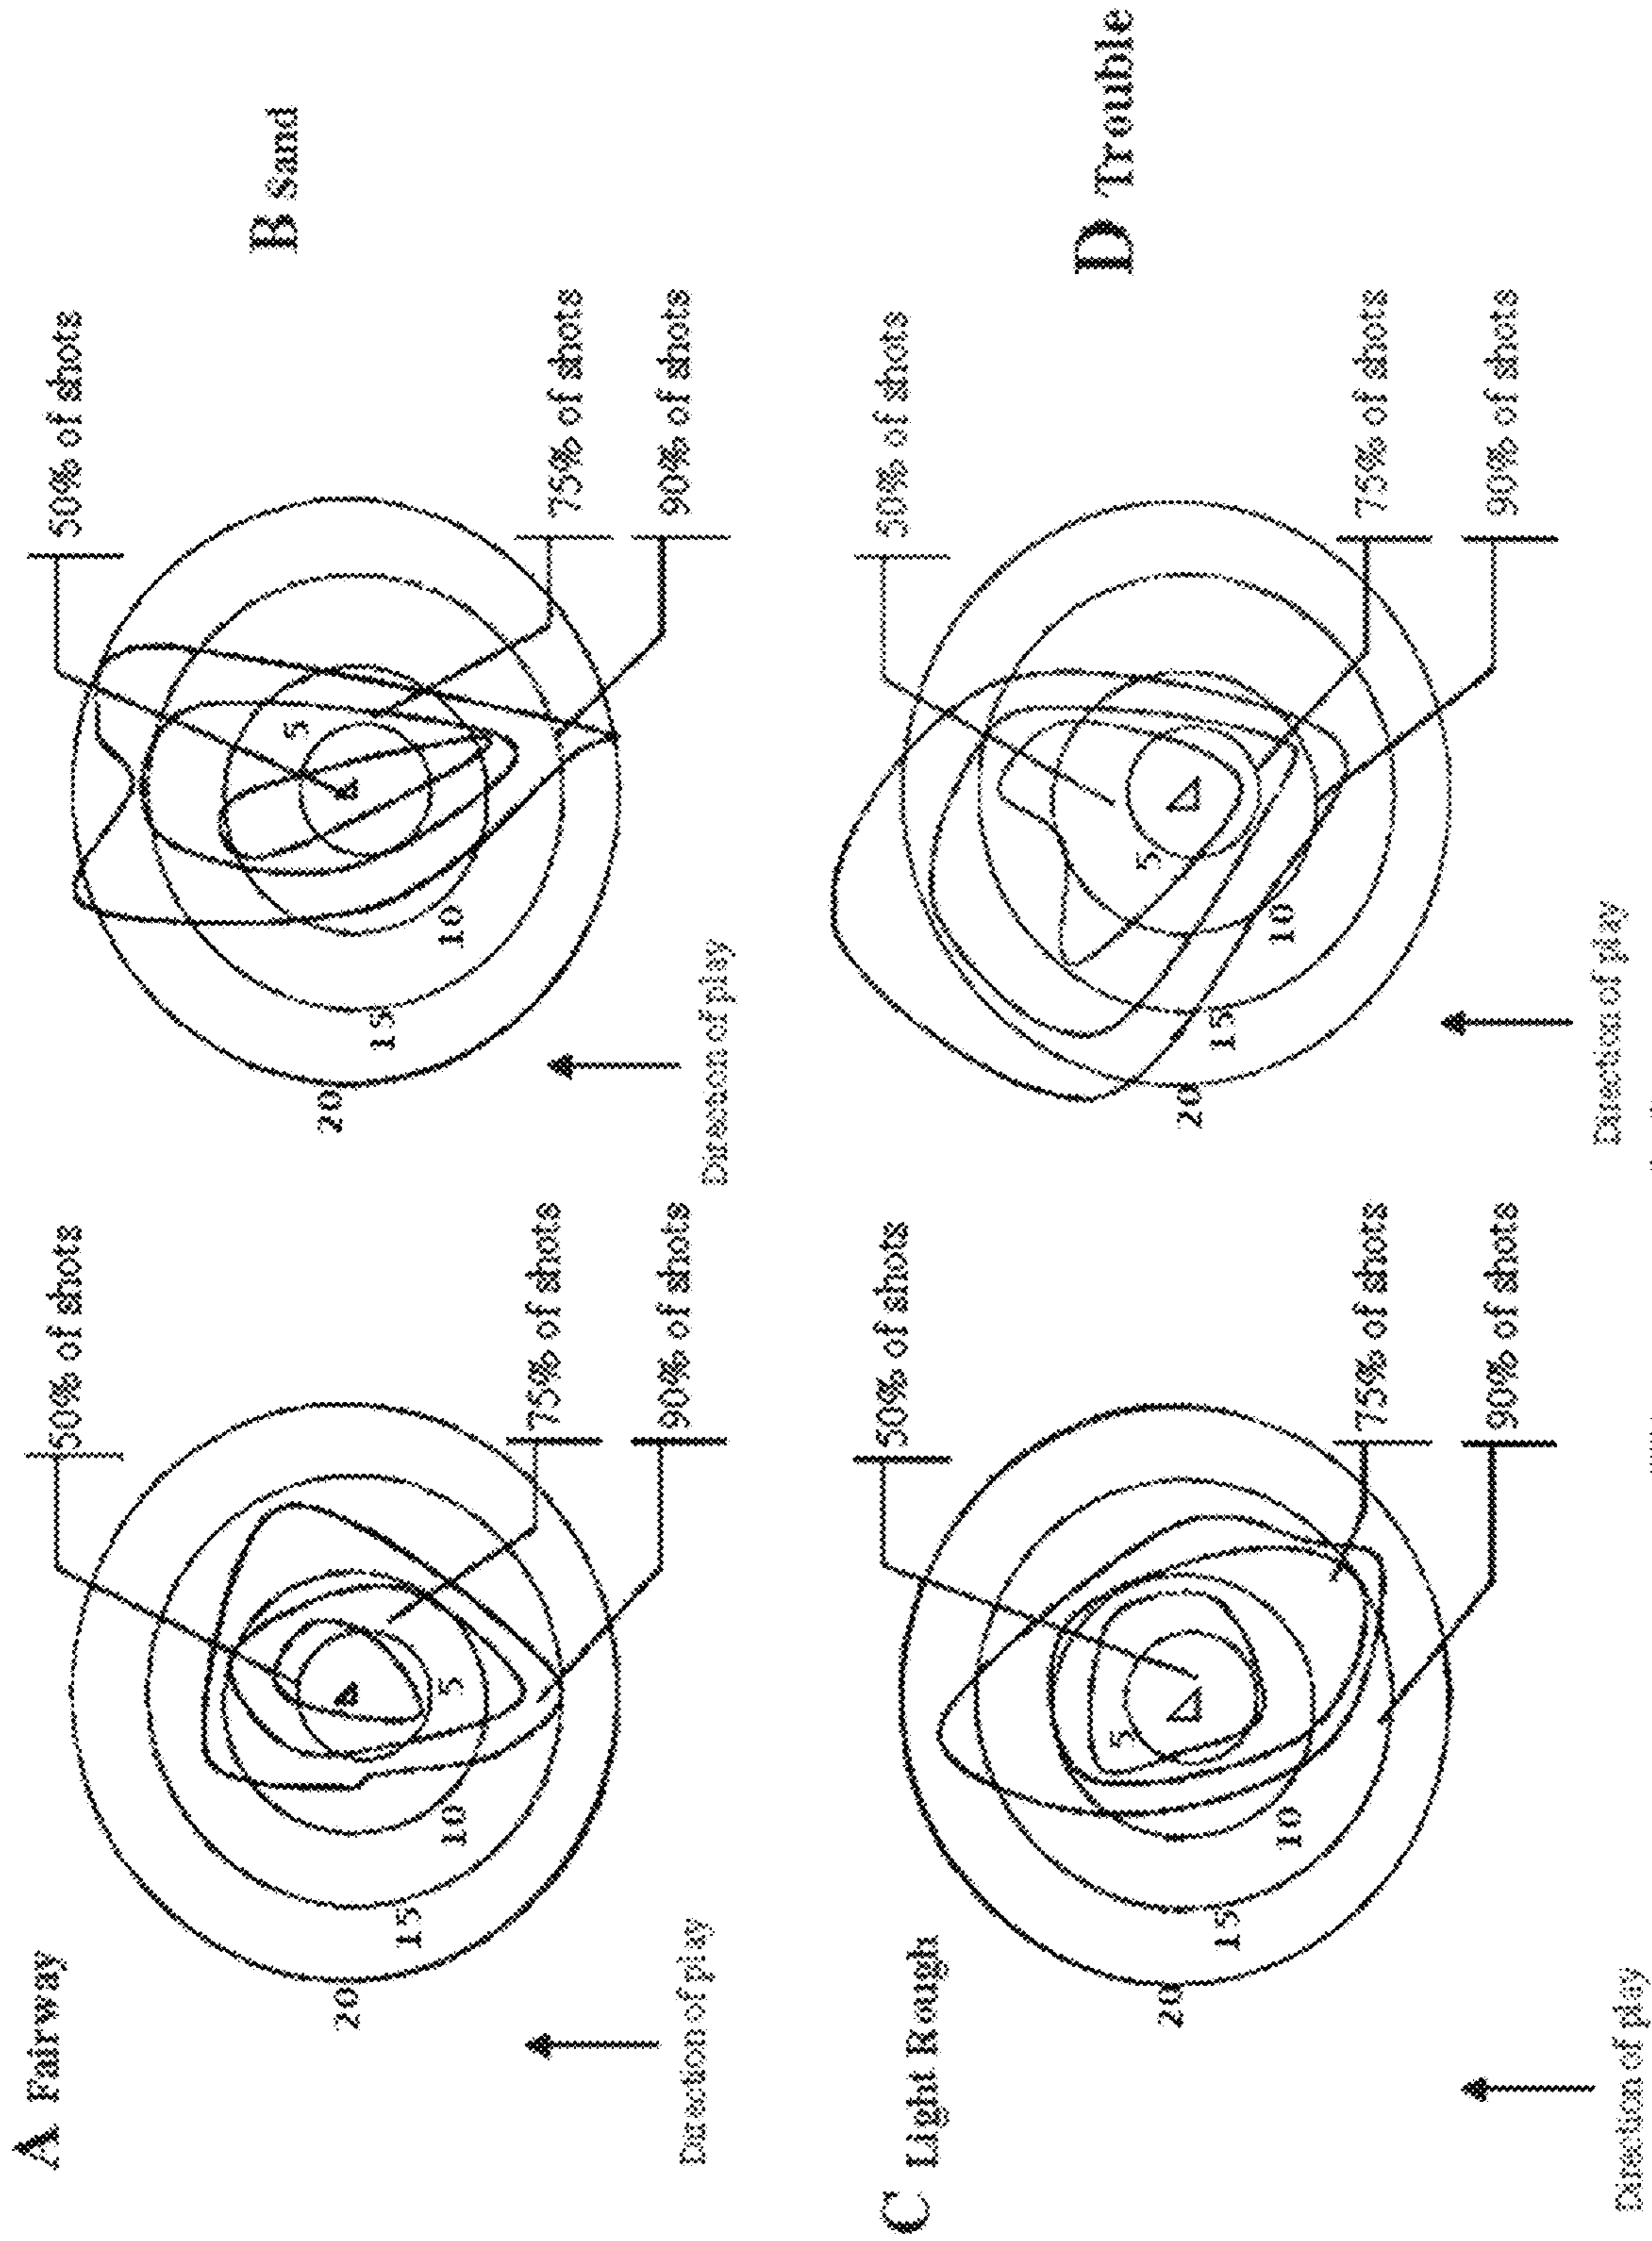 A Fairway
50% of shots
5
10
15
20
75% of shots
90% of shots
Direction of play
B Sand
50% of shots
5
10
15
20
75% of shots
90% of shots
Direction of play
C Light Rough
50% of shots
5
10
15
20
75% of shots
90% of shots
Direction of play
D Trouble
50% of shots
5
10
15
20
75% of shots
90% of shots
Direction of play